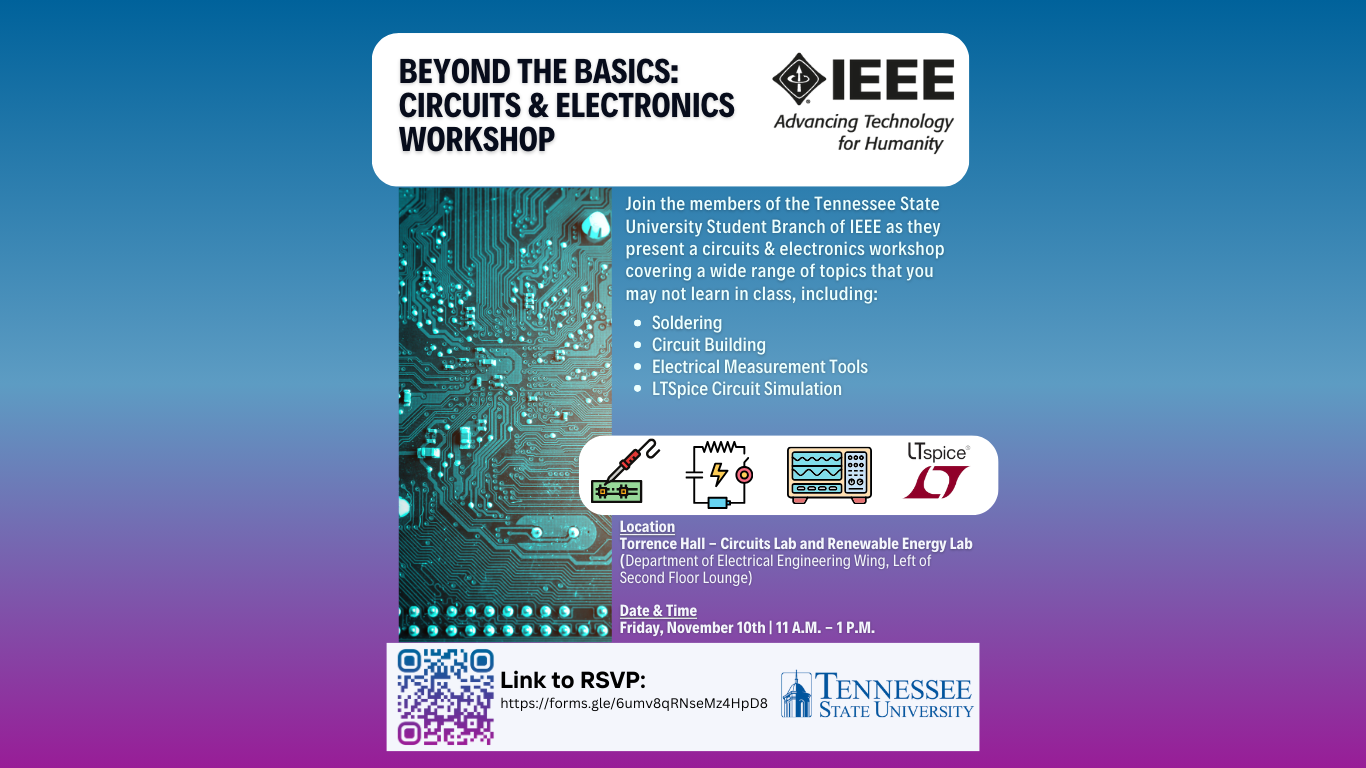 BEYOND THE BASICS:
CIRCUITS & ELECTRONICS
WORKSHOP
IEEE
Advancing Technology
for Humanity
Join the members of the Tennessee State
University Student Branch of IEEE as they
present a circuits & electronics workshop
covering a wide range of topics that you
may not learn in class, including:
• Soldering
• Circuit Building
• Electrical Measurement Tools
• LTSpice Circuit Simulation
LTspice®
Location
Torrence Hall – Circuits Lab and Renewable Energy Lab
(Department of Electrical Engineering Wing, Left of
Second Floor Lounge)
Date & Time
Friday, November 10th | 11 A.M. – 1 P.M.
Link to RSVP:
https://forms.gle/6umv8qRNseMz4HpD8
TENNESSEE
STATE UNIVERSITY